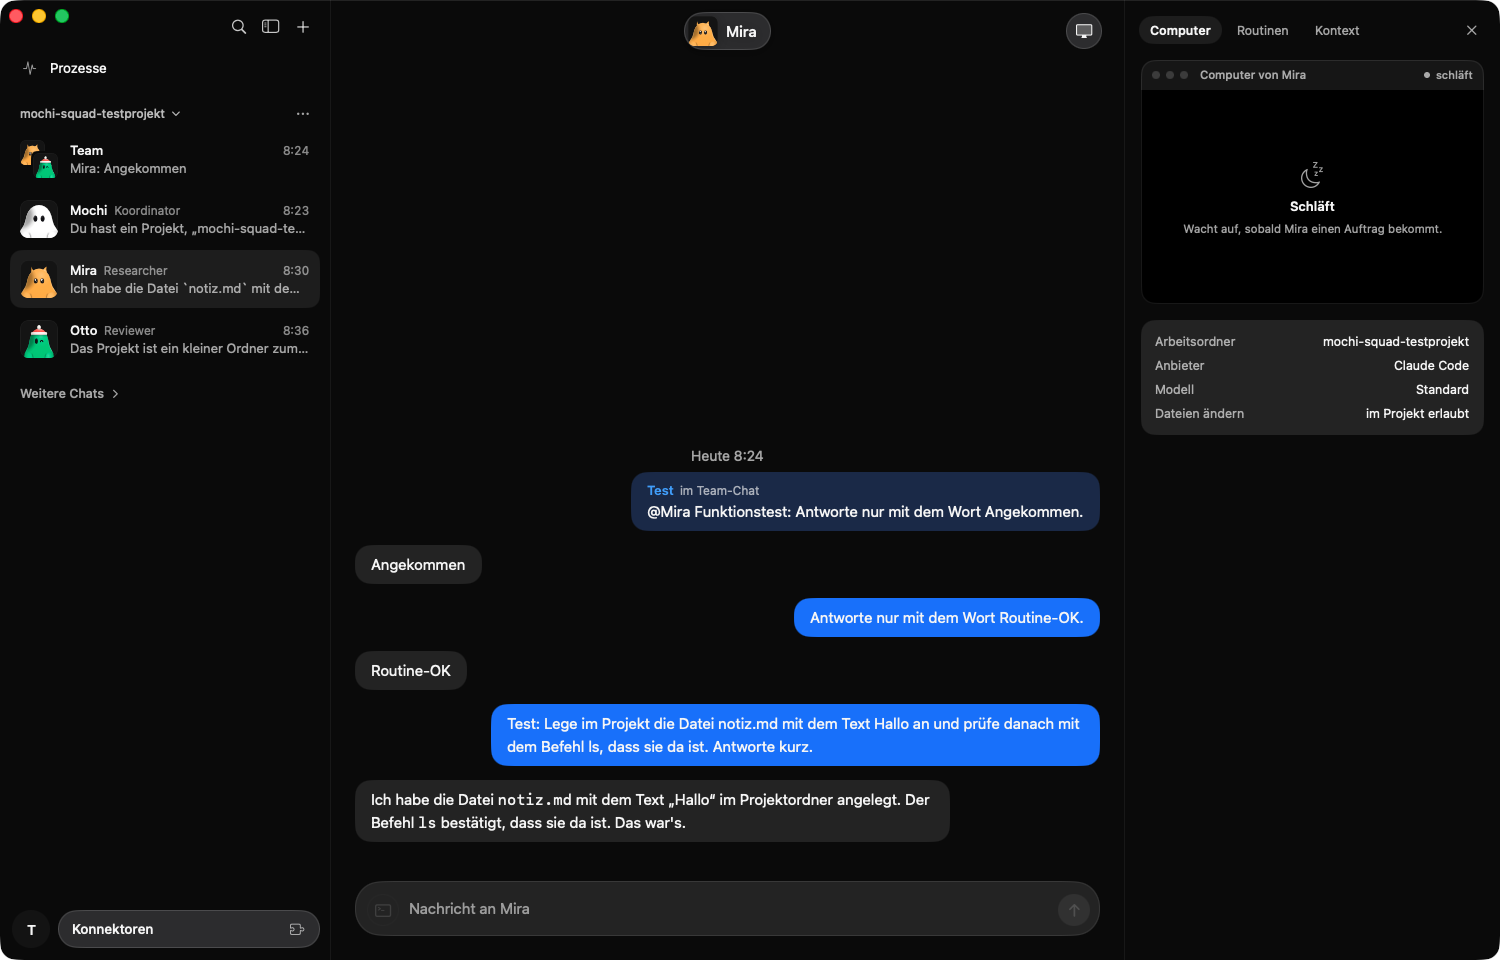 Prozesse
mochi-squad-testprojekt
Team 8:24
Mira: Angekommen
Mochi Koordinator 8:23
Du hast ein Projekt, „mochi-squad-te...
Mira Researcher 8:30
Ich habe die Datei `notiz.md` mit de...
Otto Reviewer 8:36
Das Projekt ist ein kleiner Ordner zum...
Weitere Chats
T
Konnektoren
Mira
Heute 8:24
Test im Team-Chat
@Mira Funktionstest: Antworte nur mit dem Wort Angekommen.
Angekommen
Antworte nur mit dem Wort Routine-OK.
Routine-OK
Test: Lege im Projekt die Datei notiz.md mit dem Text Hallo an und prüfe danach mit
dem Befehl ls, dass sie da ist. Antworte kurz.
Ich habe die Datei notiz.md mit dem Text „Hallo“ im Projektordner angelegt. Der
Befehl ls bestätigt, dass sie da ist. Das war's.
Nachricht an Mira
Computer Routinen Kontext
Computer von Mira schläft
z z z
Schläft
Wacht auf, sobald Mira einen Auftrag bekommt.
Arbeitsordner mochi-squad-testprojekt
Anbieter Claude Code
Modell Standard
Dateien ändern im Projekt erlaubt